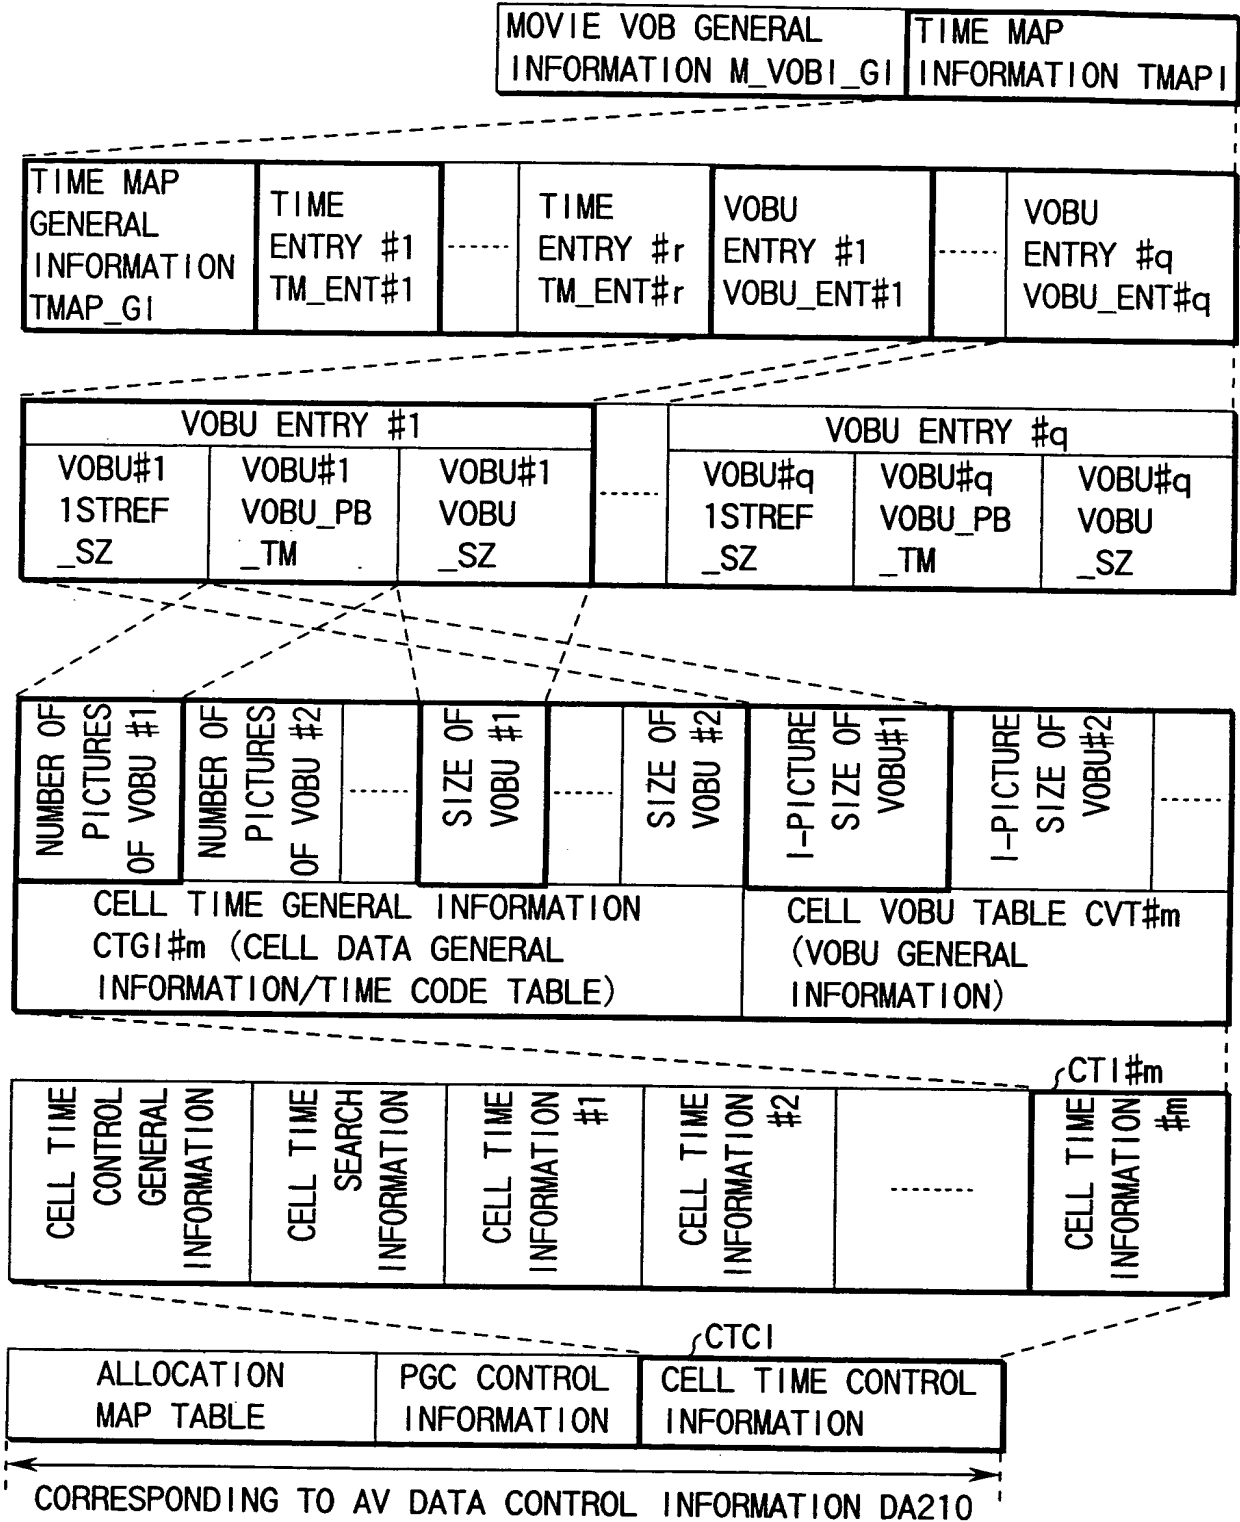 MOVIE VOB GENERAL
INFORMATION M_VOBI_GI
TIME MAP
INFORMATION TMAPI
TIME MAP
GENERAL
INFORMATION
TMAP_GI
TIME
ENTRY #1
TM_ENT#1
TIME
ENTRY #r
TM_ENT#r
VOBU
ENTRY #1
VOBU_ENT#1
VOBU
ENTRY #q
VOBU_ENT#q
VOBU ENTRY #1
VOBU#1
1STREF
_SZ
VOBU#1
VOBU_PB
_TM
VOBU#1
VOBU
_SZ
VOBU ENTRY #q
VOBU#q
1STREF
_SZ
VOBU#q
VOBU_PB
_TM
VOBU#q
VOBU
_SZ
NUMBER OF
PICTURES
OF VOBU #1
NUMBER OF
PICTURES
OF VOBU #2
SIZE OF
VOBU #1
SIZE OF
VOBU #2
I-PICTURE
SIZE OF
VOBU#1
I-PICTURE
SIZE OF
VOBU#2
CELL TIME GENERAL INFORMATION
CTGI#m (CELL DATA GENERAL
INFORMATION/TIME CODE TABLE)
CELL VOBU TABLE CVT#m
(VOBU GENERAL
INFORMATION)
CTI#m
CELL TIME
CONTROL
GENERAL
INFORMATION
CELL TIME
SEARCH
INFORMATION
CELL TIME
INFORMATION
#1
CELL TIME
INFORMATION
#2
CELL TIME
INFORMATION
#m
CTCI
ALLOCATION
MAP TABLE
PGC CONTROL
INFORMATION
CELL TIME CONTROL
INFORMATION
CORRESPONDING TO AV DATA CONTROL INFORMATION DA210